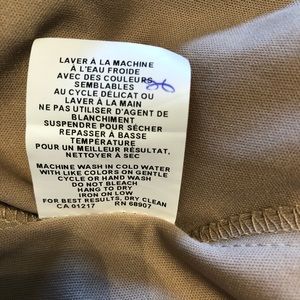 LAVER À LA MACHINE
À L'EAU FROIDE
AVEC DES COULEURS
SEMBLABLES
AU CYCLE DÉLICAT OU
LAVER À LA MAIN
NE PAS UTILISER D'AGENT DE
BLANCHIMENT
SUSPENDRE POUR SÉCHER
REPASSER À BASSE
TEMPÉRATURE
POUR UN MEILLEUR RÉSULTAT,
NETTOYER À SEC
MACHINE WASH IN COLD WATER
WITH LIKE COLORS ON GENTLE
CYCLE OR HAND WASH
DO NOT BLEACH
HANG TO DRY
IRON ON LOW
FOR BEST RESULTS, DRY CLEAN
CA 01217 RN 68907